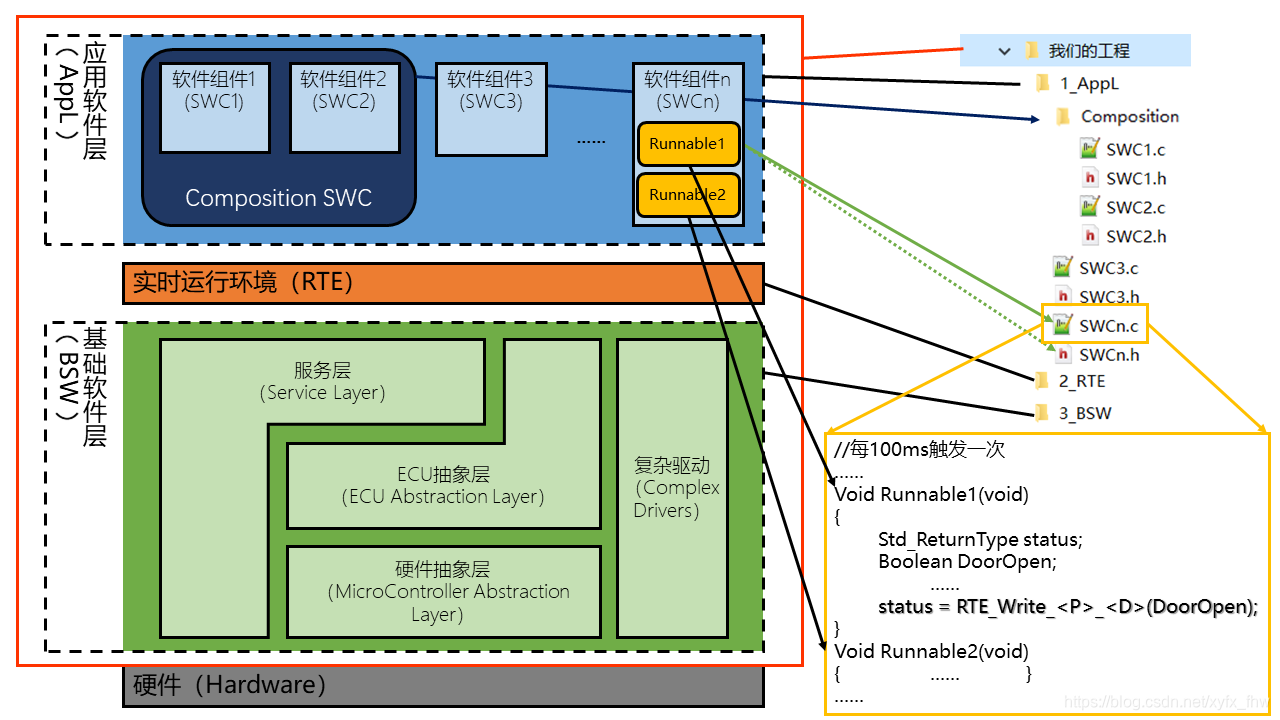 应用软件层
（AppL）
软件组件1
(SWC1)
软件组件2
(SWC2)
软件组件3
(SWC3)
......
软件组件n
(SWCn)
Runnable1
Runnable2
Composition SWC
实时运行环境（RTE）
基础软件层
（BSW）
服务层
(Service Layer)
ECU抽象层
(ECU Abstraction Layer)
硬件抽象层
(MicroController Abstraction
Layer)
复杂驱动
(Complex
Drivers)
硬件（Hardware）
我们的工程
1_AppL
Composition
SWC1.c
SWC1.h
SWC2.c
SWC2.h
SWC3.c
SWC3.h
SWCn.c
SWCn.h
2_RTE
3_BSW
//每100ms触发一次
......
Void Runnable1(void)
{
Std_ReturnType status;
Boolean DoorOpen;
......
status = RTE_Write_<P>_<D>(DoorOpen);
}
Void Runnable2(void)
{ ...... }
......
https://blog.csdn.net/xyfx_fhw